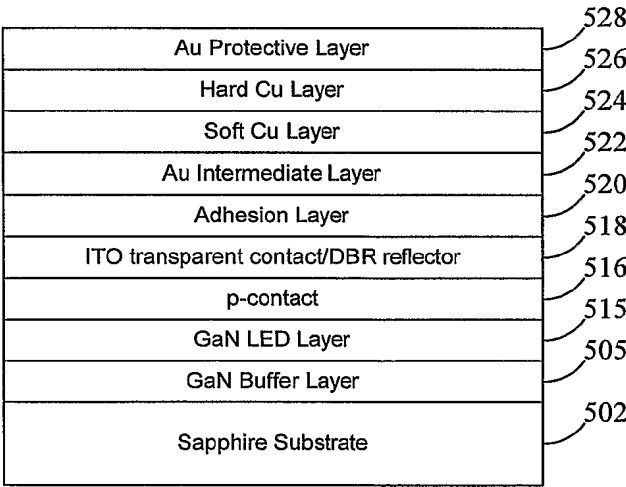 528
Au Protective Layer
526
Hard Cu Layer
524
Soft Cu Layer
522
Au Intermediate Layer
520
Adhesion Layer
518
ITO transparent contact/DBR reflector
516
p-contact
515
GaN LED Layer
505
GaN Buffer Layer
502
Sapphire Substrate